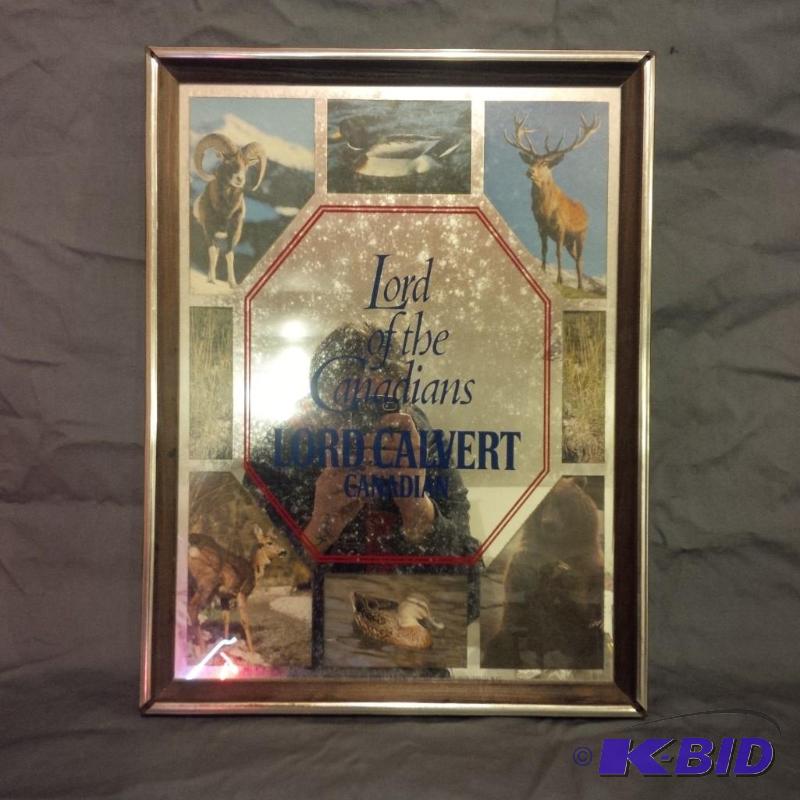 Lord
of the
Canadians
LORD CALVERT
CANADIAN
© K-BID